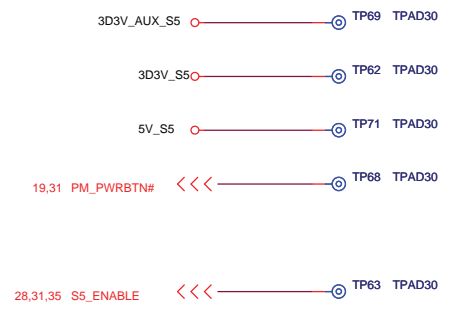 3D3V_AUX_S5 TP69 TPAD30
3D3V_S5 TP62 TPAD30
5V_S5 TP71 TPAD30
19,31 PM_PWRBTN# TP68 TPAD30
28,31,35 S5_ENABLE TP63 TPAD30